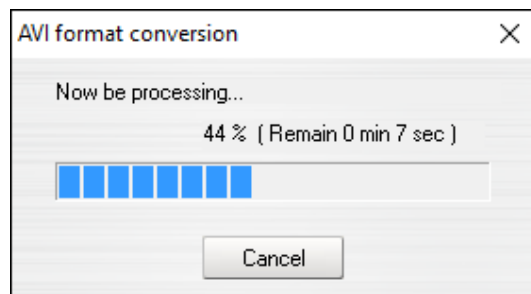 AVI format conversion
Now be processing...
44 % ( Remain 0 min 7 sec )
Cancel